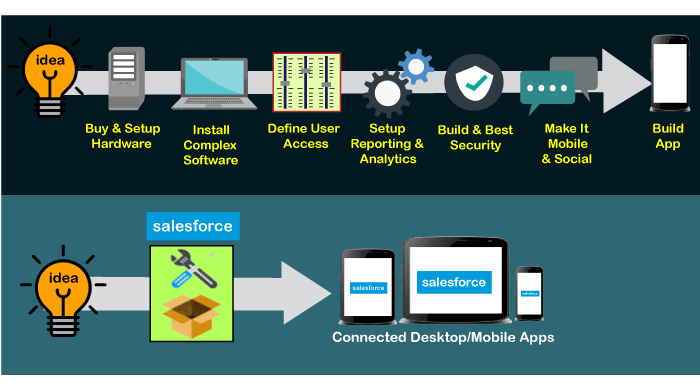 idea
Buy & Setup
Hardware
Install
Complex
Software
Define User
Access
Setup
Reporting &
Analytics
Build & Best
Security
Make It
Mobile
& Social
Build
App
salesforce
idea
salesforce
salesforce
salesforce
Connected Desktop/Mobile Apps